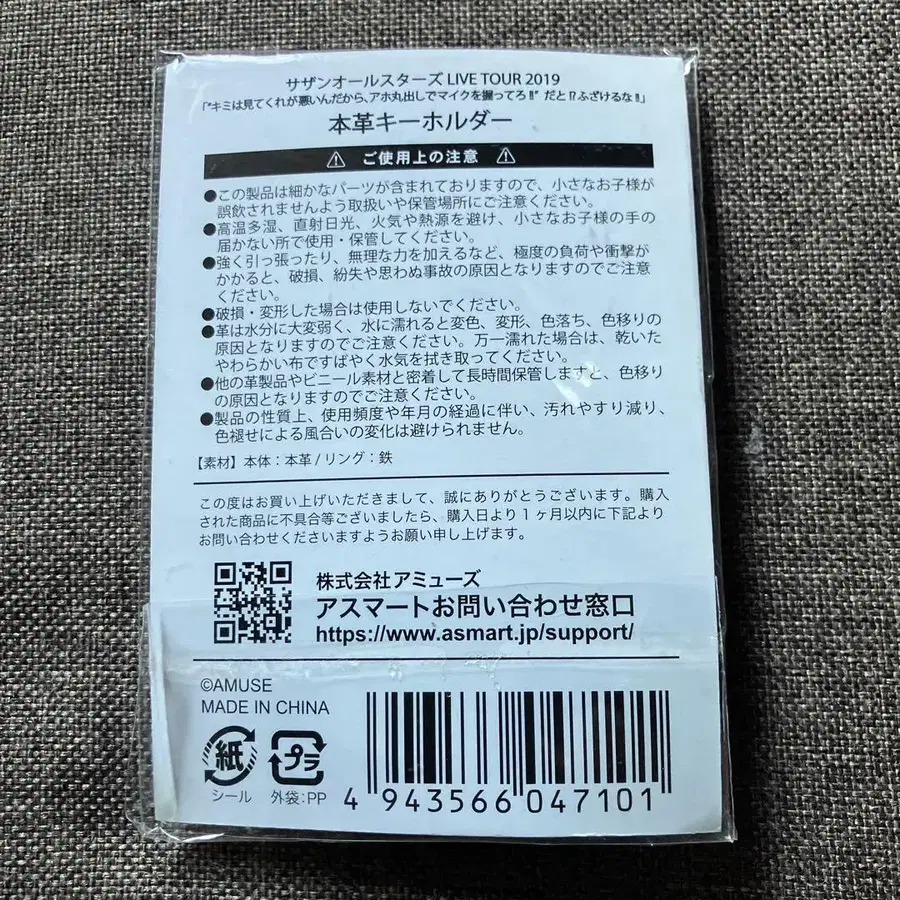 サザンオールスターズ LIVE TOUR 2019
「"キミは見てくれが悪いんだから、アホ丸出しでマイクを握ってろ!!" だと!? ふざけるな!!」
本革キーホルダー
ご使用上の注意
●この製品は細かなパーツが含まれておりますので、小さなお子様が
誤飲されませんよう取扱いや保管場所にご注意ください。
●高温多湿、直射日光、火気や熱源を避け、小さなお子様の手の
届かない所で使用・保管してください。
●強く引っ張ったり、無理な力を加えるなど、極度の負荷や衝撃が
かかると、破損、紛失や思わぬ事故の原因となりますのでご注意
ください。
●破損・変形した場合は使用しないでください。
●革は水分に大変弱く、水に濡れると変色、変形、色落ち、色移りの
原因となりますのでご注意ください。万一濡れた場合は、乾いた
やわらかい布ですばやく水気を拭き取ってください。
●他の革製品やビニール素材と密着して長時間保管しますと、色移り
の原因となりますのでご注意ください。
●製品の性質上、使用頻度や年月の経過に伴い、汚れやすり減り、
色褪せによる風合いの変化は避けられません。
【素材】本体：本革 / リング：鉄
この度はお買い上げいただきまして、誠にありがとうございます。購入
された商品に不具合等ございましたら、購入日より1ヶ月以内に下記より
お問い合わせくださいますようお願い申し上げます。
株式会社アミューズ
アスマートお問い合わせ窓口
https://www.asmart.jp/support/
©AMUSE
MADE IN CHINA
紙 プラ
シール 外袋：PP
4 943566 047101